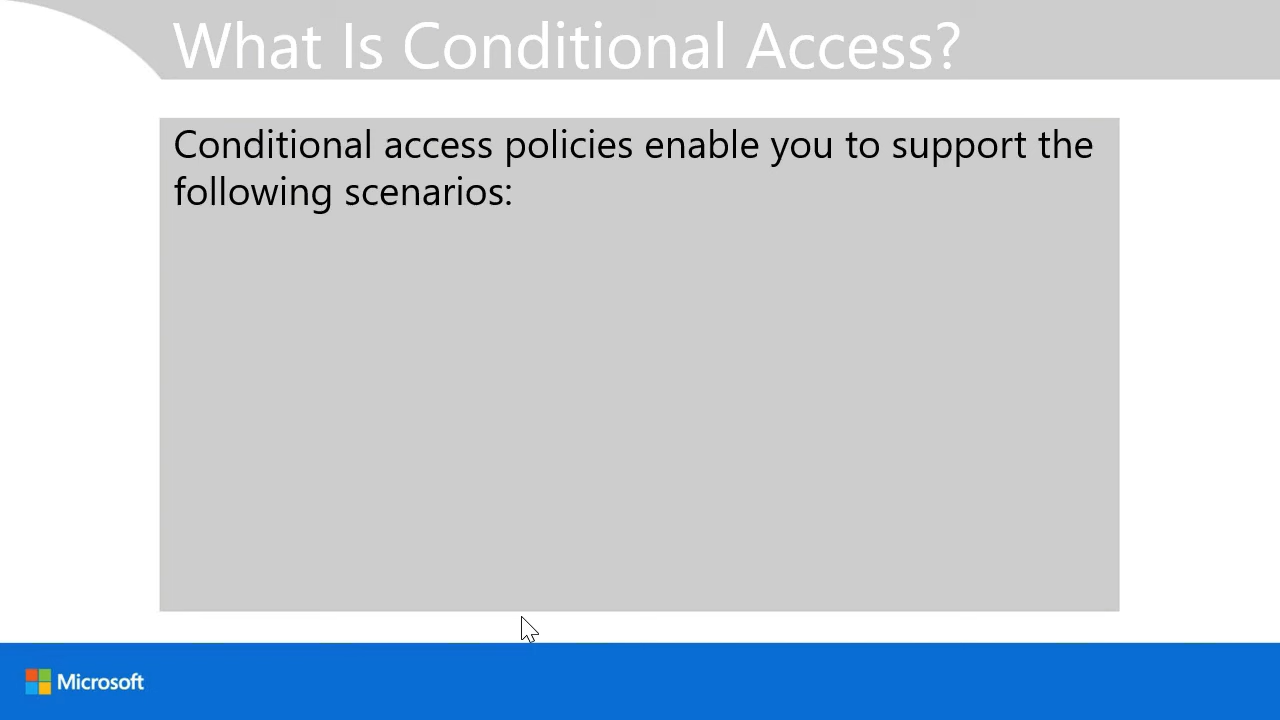 What Is Conditional Access?
Conditional access policies enable you to support the
following scenarios:
Microsoft